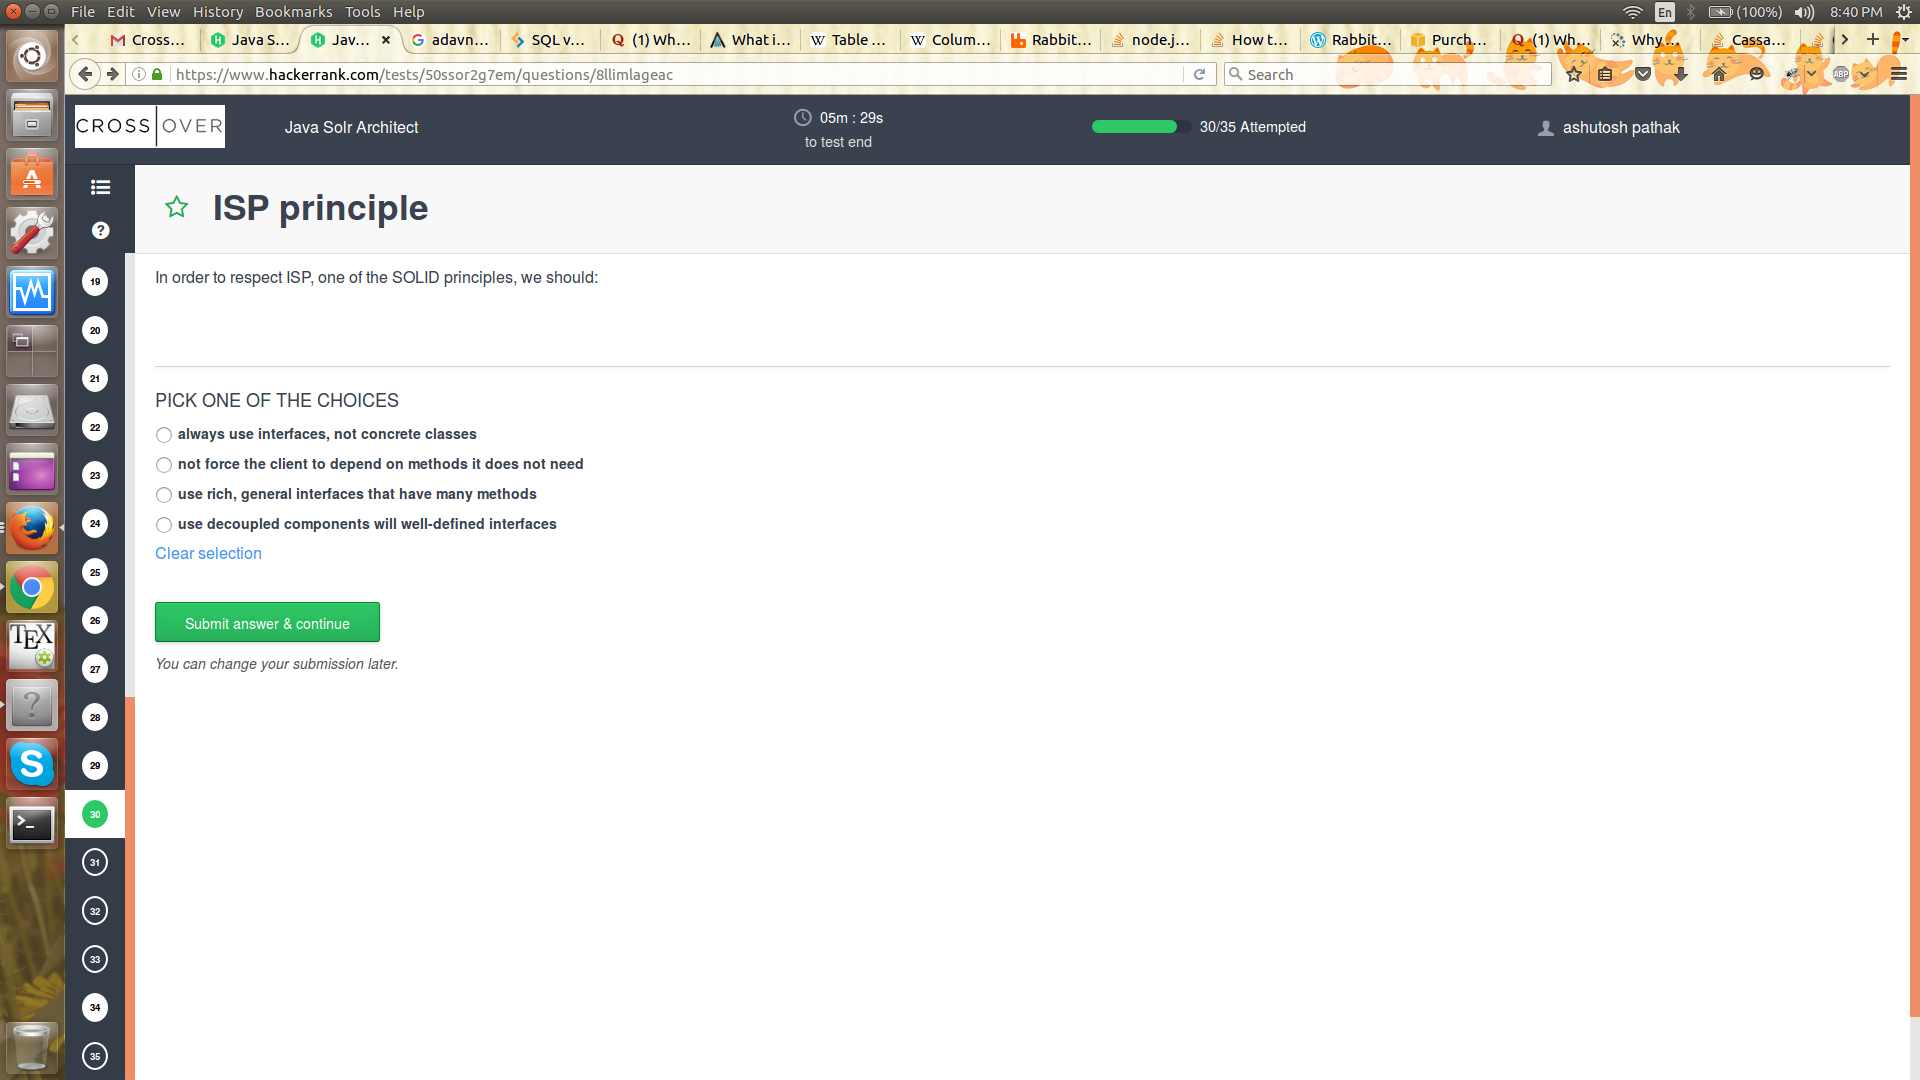 File Edit View History Bookmarks Tools Help
En (100%) 8:40 PM
Cross... Java S... Jav... adavn... SQL v... (1) Wh... What i... Table ... Colum... Rabbit... node.j... How t... Rabbit... Purch... (1) Wh... Why ... Cassa...
https://www.hackerrank.com/tests/50ssor2g7em/questions/8llimlageac
Search
ABP
CROSS OVER
Java Solr Architect
05m : 29s
to test end
30/35 Attempted
ashutosh pathak
ISP principle
In order to respect ISP, one of the SOLID principles, we should:
PICK ONE OF THE CHOICES
always use interfaces, not concrete classes
not force the client to depend on methods it does not need
use rich, general interfaces that have many methods
use decoupled components will well-defined interfaces
Clear selection
Submit answer & continue
You can change your submission later.
19
20
21
22
23
24
25
26
27
28
29
30
31
32
33
34
35
TEX